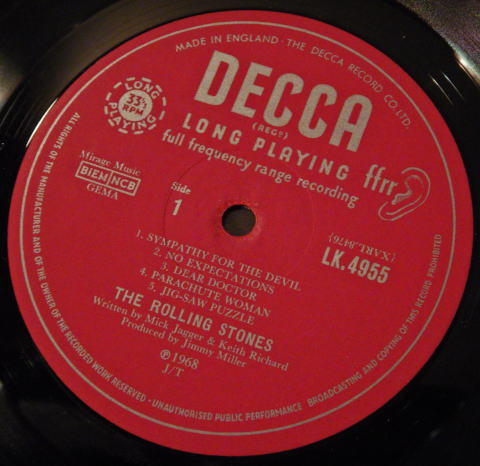 MADE IN ENGLAND · THE DECCA RECORD CO. LTD.
DECCA
(REGD)
LONG PLAYING
full frequency range recording
ffrr
LONG PLAYING
33⅓
RPM
Mirage Music
BIEM NCB
GEMA
Side
1
(XARL.8476)
LK.4955
1. SYMPATHY FOR THE DEVIL
2. NO EXPECTATIONS
3. DEAR DOCTOR
4. PARACHUTE WOMAN
5. JIG-SAW PUZZLE
THE ROLLING STONES
Written by Mick Jagger & Keith Richard
Produced by Jimmy Miller
℗1968
J/T
ALL RIGHTS OF THE MANUFACTURER AND OF THE OWNER OF THE RECORDED WORK RESERVED · UNAUTHORISED PUBLIC PERFORMANCE BROADCASTING AND COPYING OF THIS RECORD PROHIBITED